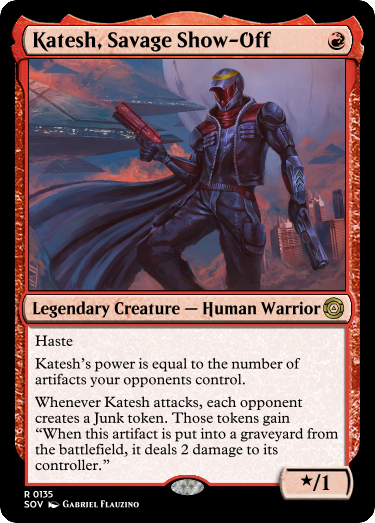 Katesh, Savage Show-Off
Legendary Creature — Human Warrior
Haste
Katesh's power is equal to the number of
artifacts your opponents control.
Whenever Katesh attacks, each opponent
creates a Junk token. Those tokens gain
“When this artifact is put into a graveyard from
the battlefield, it deals 2 damage to its
controller.”
★/1
R 0135
SOV Gabriel Flauzino